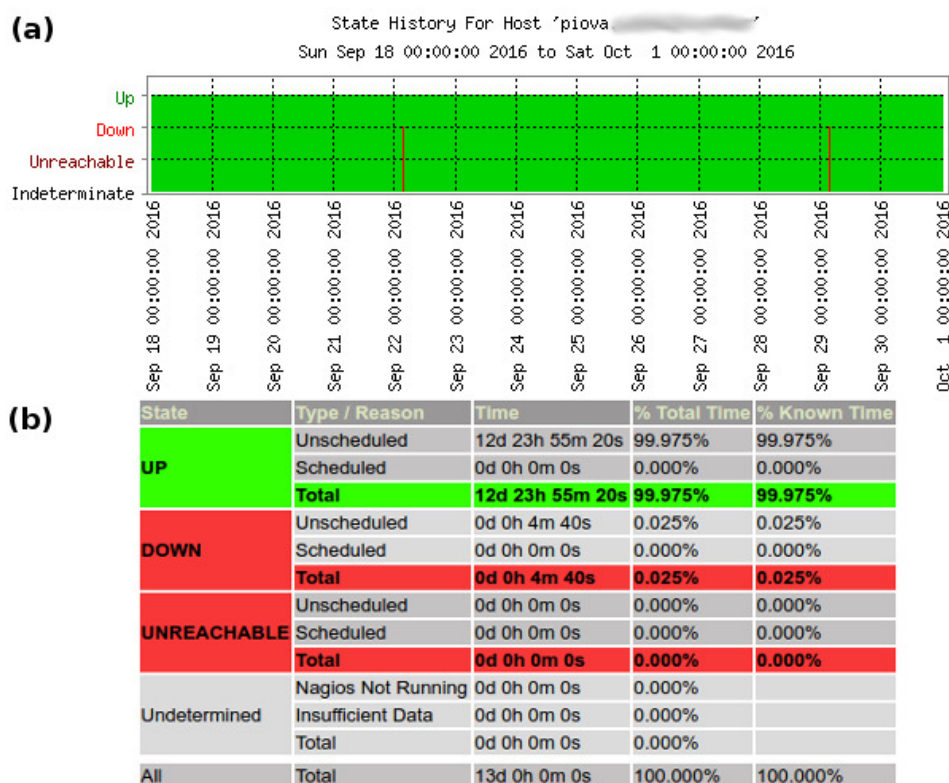 (a)
State History For Host 'piova
Sun Sep 18 00:00:00 2016 to Sat Oct 1 00:00:00 2016
Up
Down
Unreachable
Indeterminate
Sep 18 00:00:00 2016
Sep 19 00:00:00 2016
Sep 20 00:00:00 2016
Sep 21 00:00:00 2016
Sep 22 00:00:00 2016
Sep 23 00:00:00 2016
Sep 24 00:00:00 2016
Sep 25 00:00:00 2016
Sep 26 00:00:00 2016
Sep 27 00:00:00 2016
Sep 28 00:00:00 2016
Sep 29 00:00:00 2016
Sep 30 00:00:00 2016
Oct 1 00:00:00 2016
(b)
State Type / Reason Time % Total Time % Known Time
UP
Unscheduled 12d 23h 55m 20s 99.975% 99.975%
Scheduled 0d 0h 0m 0s 0.000% 0.000%
Total 12d 23h 55m 20s 99.975% 99.975%
DOWN
Unscheduled 0d 0h 4m 40s 0.025% 0.025%
Scheduled 0d 0h 0m 0s 0.000% 0.000%
Total 0d 0h 4m 40s 0.025% 0.025%
UNREACHABLE
Unscheduled 0d 0h 0m 0s 0.000% 0.000%
Scheduled 0d 0h 0m 0s 0.000% 0.000%
Total 0d 0h 0m 0s 0.000% 0.000%
Undetermined
Nagios Not Running 0d 0h 0m 0s 0.000%
Insufficient Data 0d 0h 0m 0s 0.000%
Total 0d 0h 0m 0s 0.000%
All Total 13d 0h 0m 0s 100.000% 100.000%